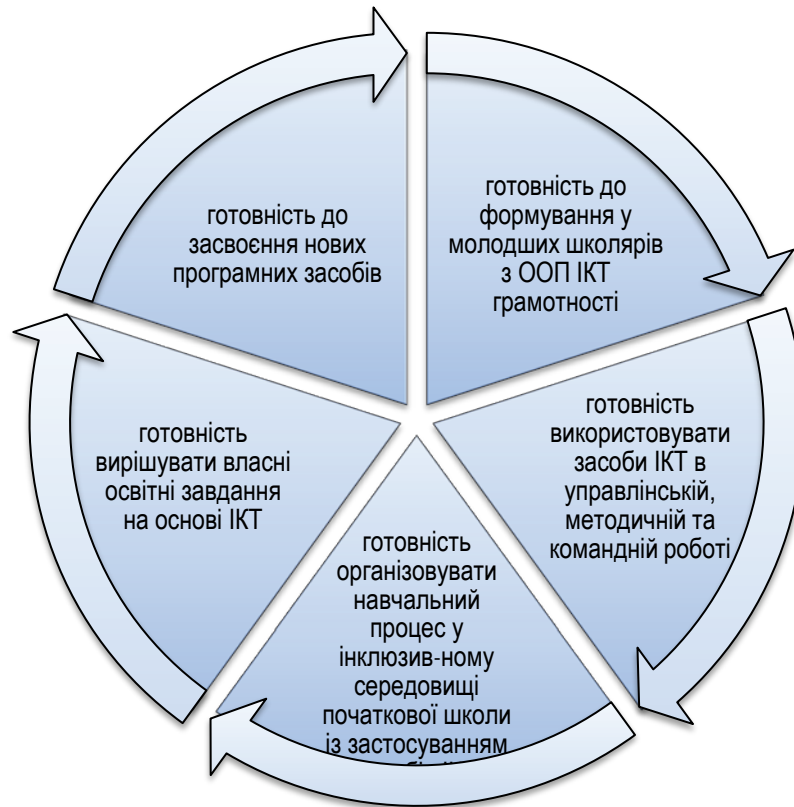 готовність до
засвоєння нових
програмних засобів
готовність до
формування у
молодших школярів
з ООП ІКТ
грамотності
готовність
використовувати
засоби ІКТ в
управлінській,
методичній та
командній роботі
готовність
організовувати
навчальний
процес у
інклюзив-ному
середовищі
початкової школи
із застосуванням
готовність
вирішувати власні
освітні завдання
на основі ІКТ